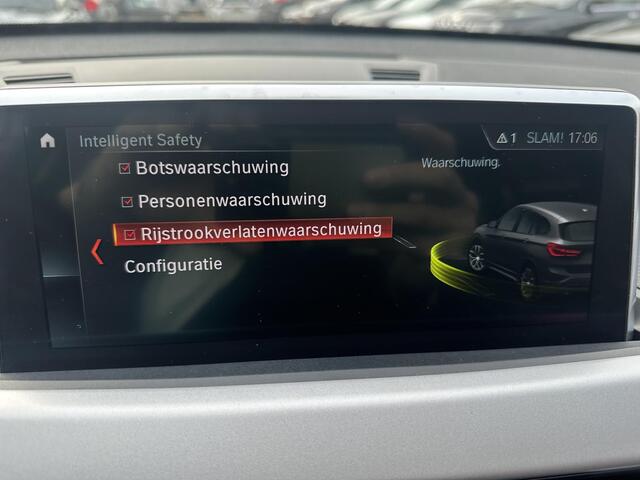 Intelligent Safety
1 SLAM! 17:06
Botswaarschuwing
Waarschuwing.
Personenwaarschuwing
Rijstrookverlatenwaarschuwing
Configuratie